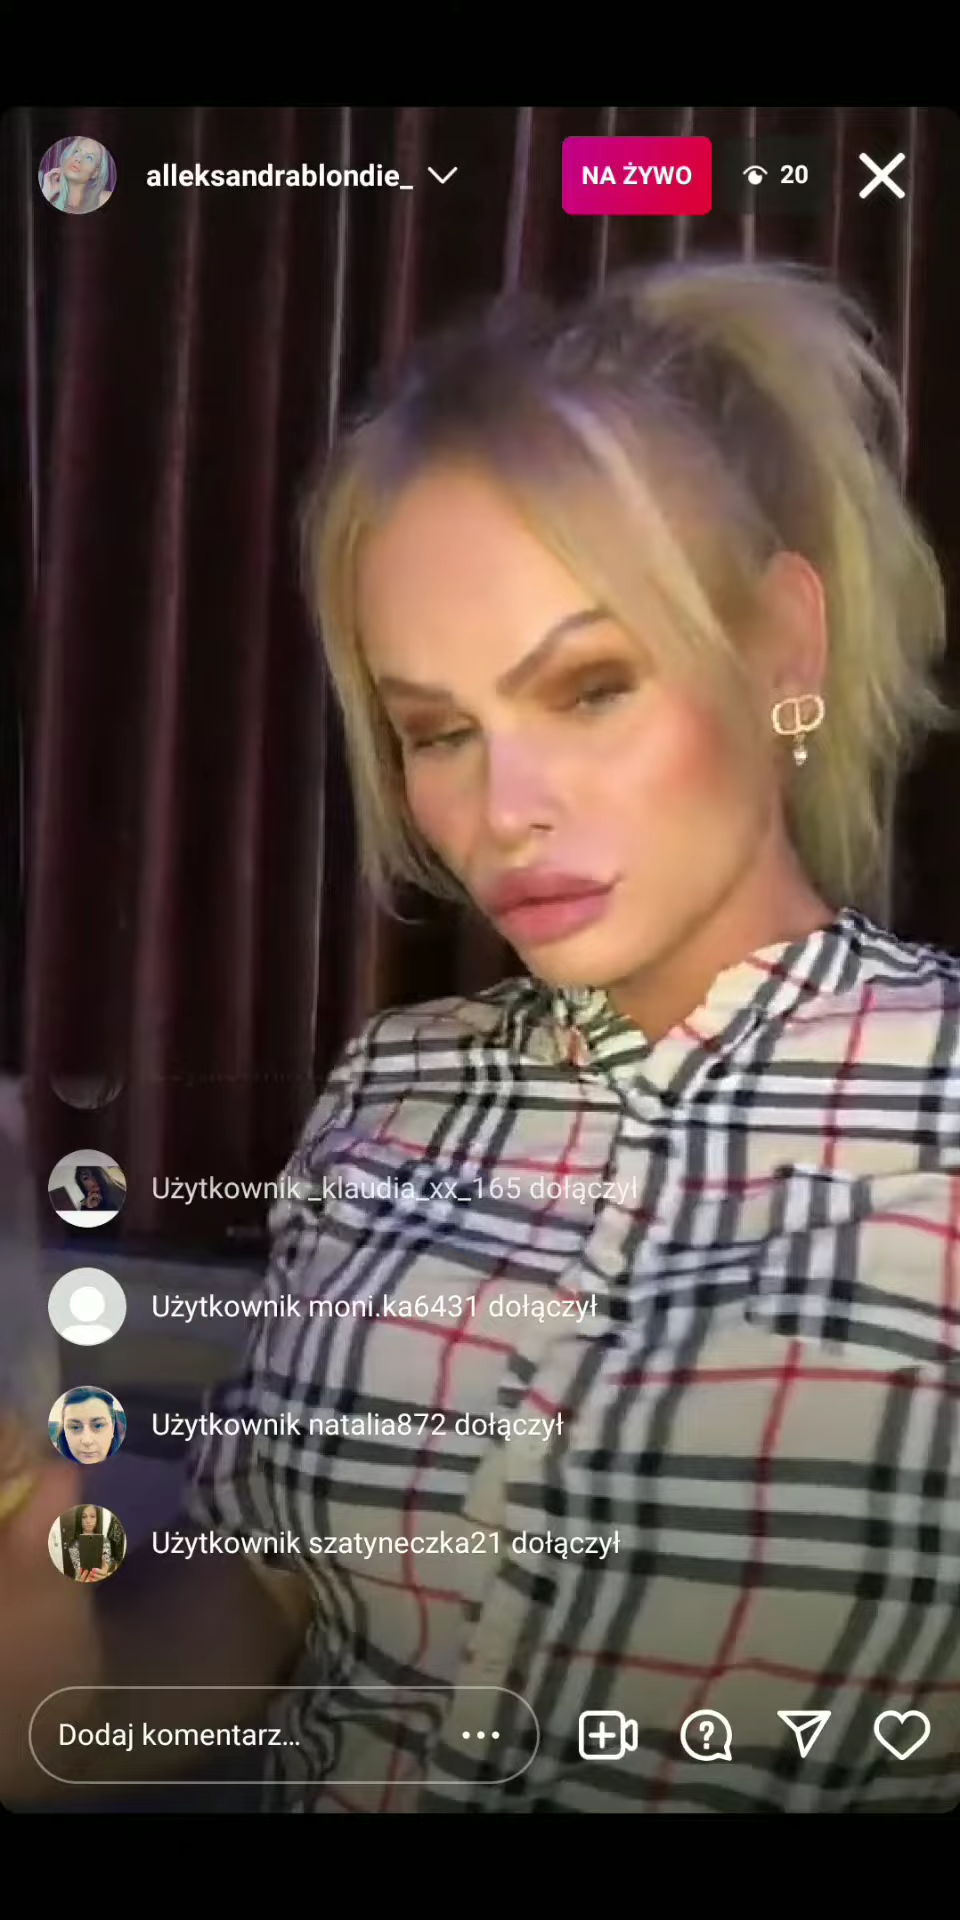 alleksandrablondie_
NA ŻYWO
20
Użytkownik _klaudia_xx_165 dołączył
Użytkownik moni.ka6431 dołączył
Użytkownik natalia872 dołączył
Użytkownik szatyneczka21 dołączył
Dodaj komentarz...